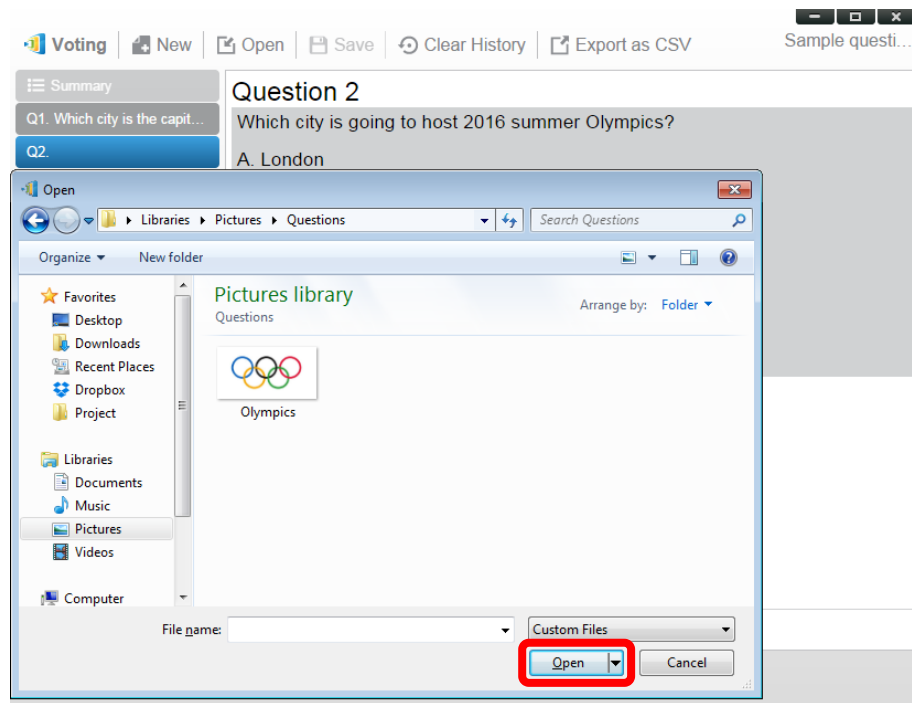 Voting New Open Save Clear History Export as CSV Sample questi...
Summary
Q1. Which city is the capit...
Q2.
Question 2
Which city is going to host 2016 summer Olympics?
A. London
Open
Libraries Pictures Questions Search Questions
Organize New folder
Favorites
Desktop
Downloads
Recent Places
Dropbox
Project
Libraries
Documents
Music
Pictures
Videos
Computer
Pictures library
Questions
Arrange by: Folder
Olympics
File name: Custom Files
Open Cancel